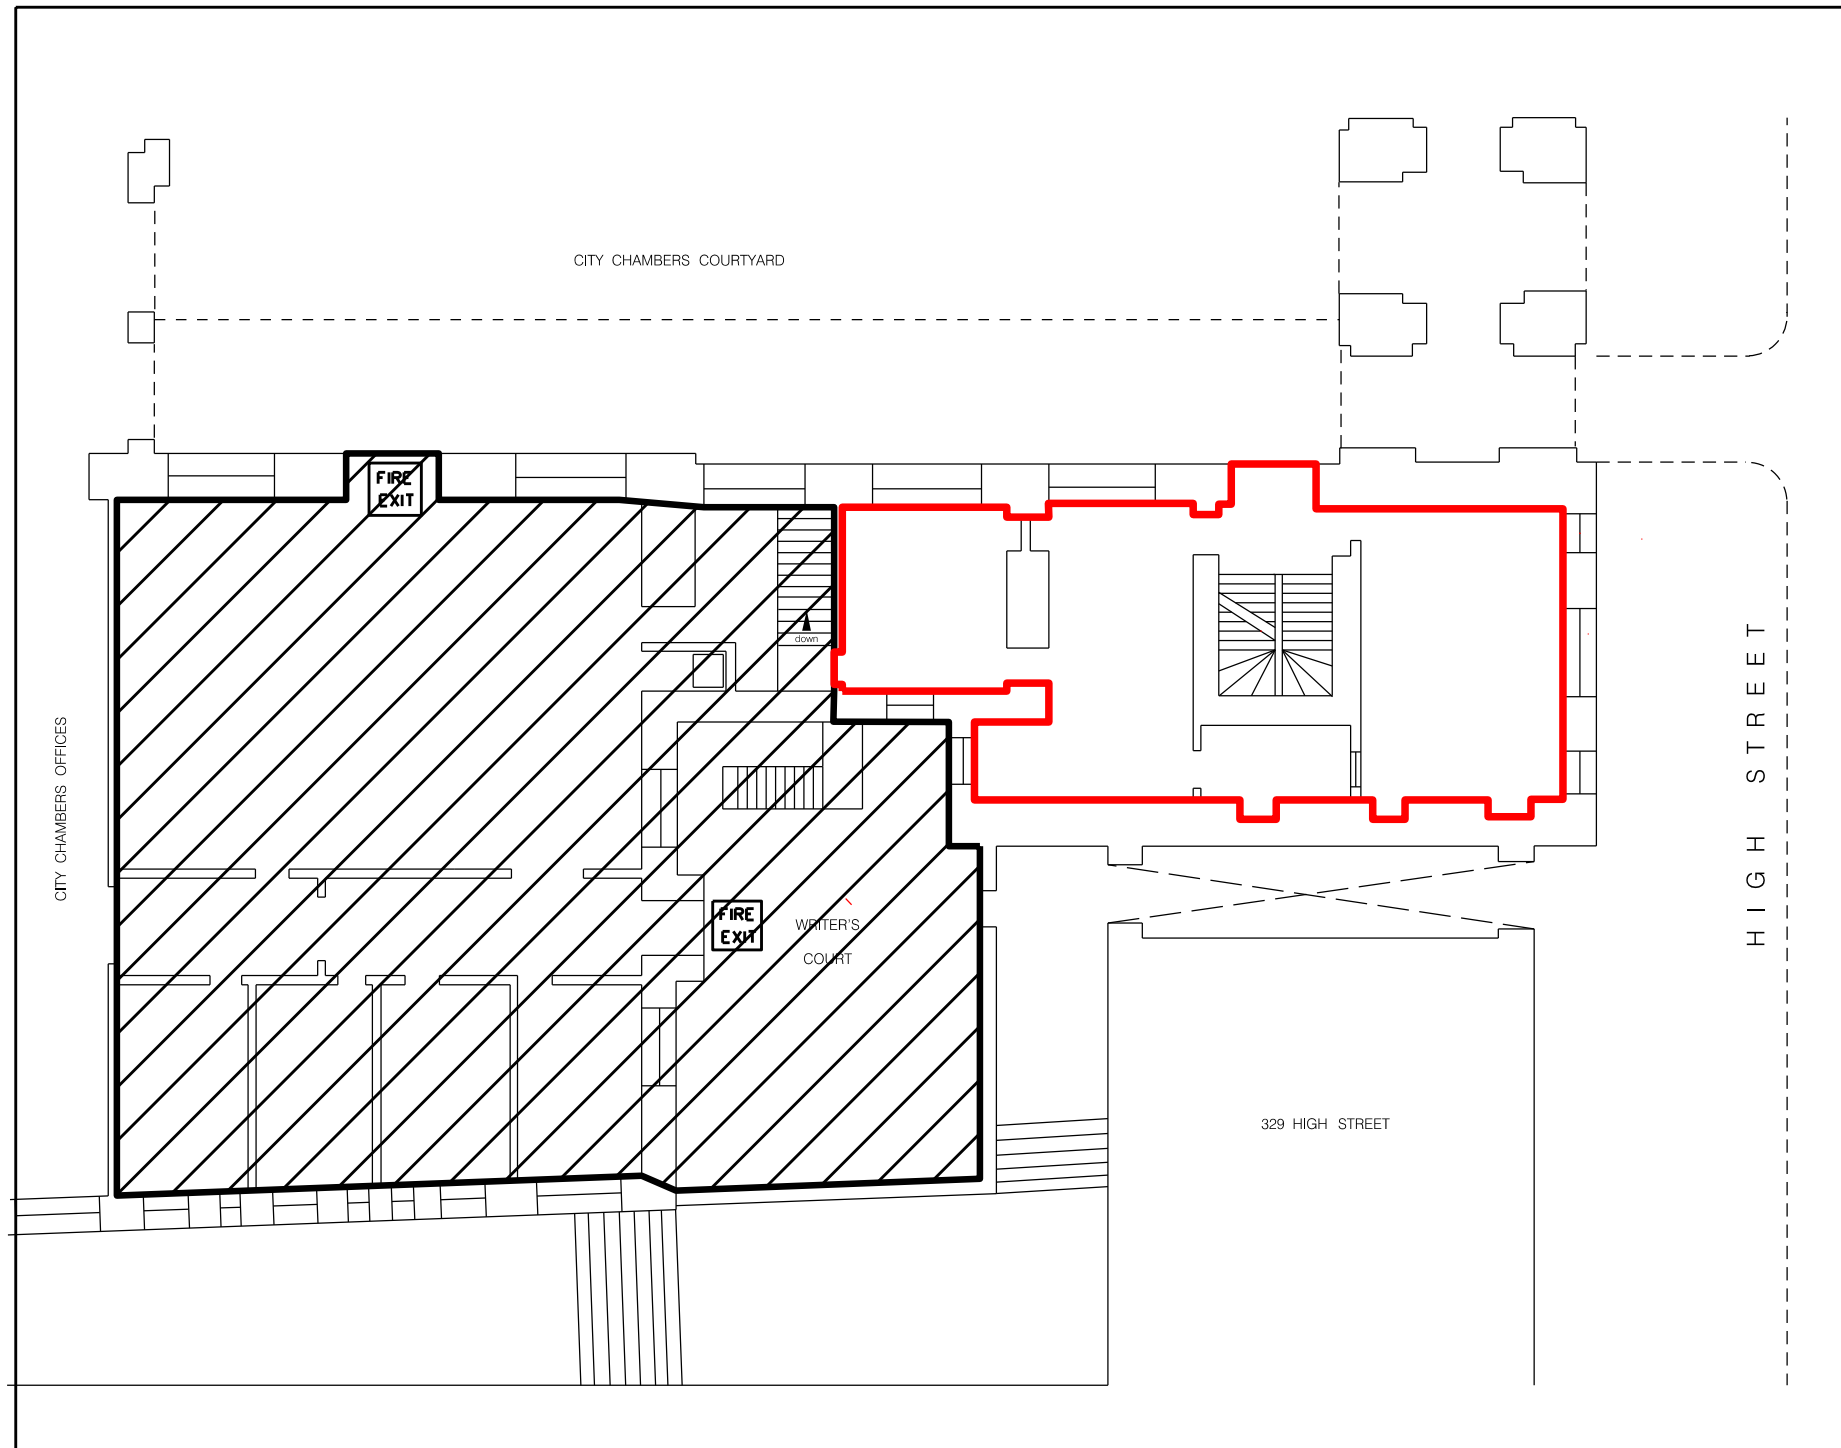 CITY CHAMBERS COURTYARD
FIRE
EXIT
down
CITY CHAMBERS OFFICES
HIGH STREET
FIRE
EXIT
WRITER'S
COURT
329 HIGH STREET